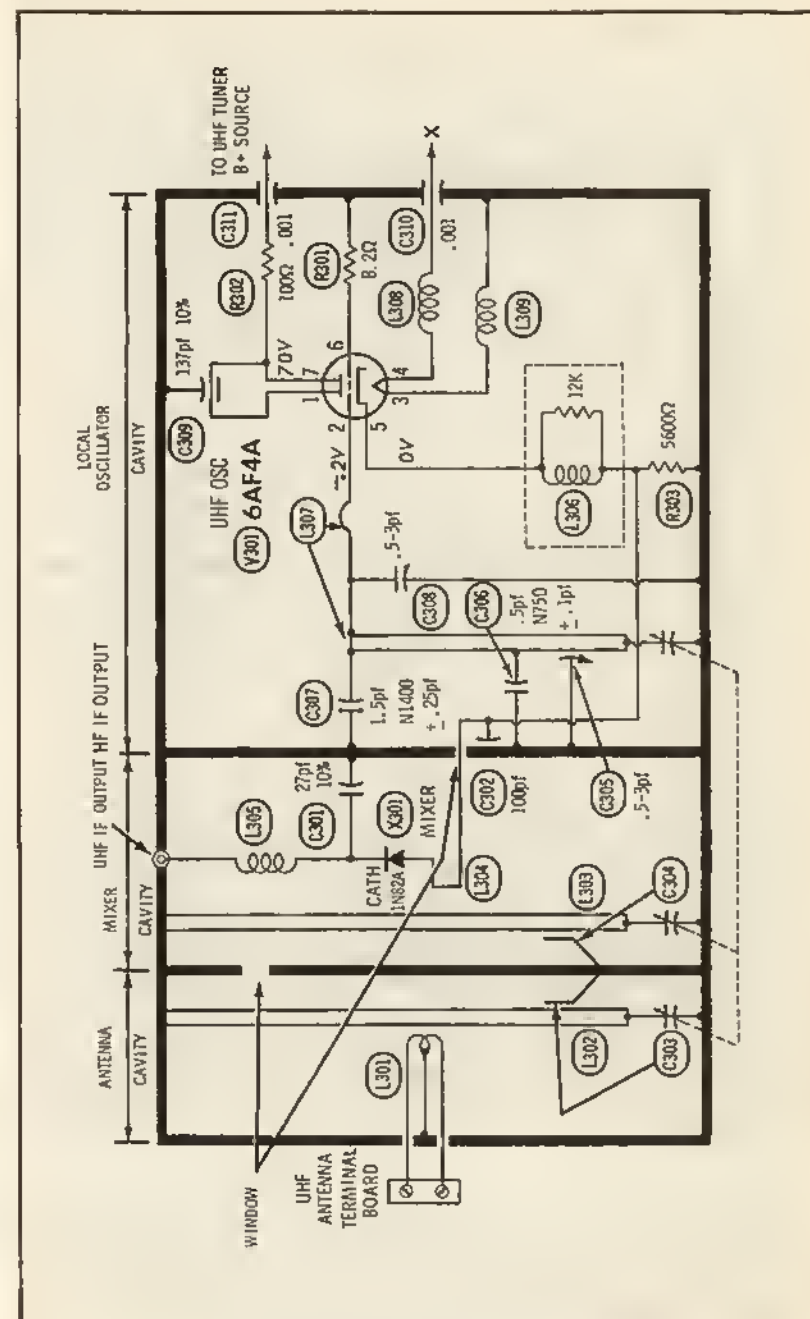 ANTENNA
CAVITY
MIXER
CAVITY
UHF IF OUTPUT HF IF OUTPUT
LOCAL
OSCILLATOR
CAVITY
WINDOW
UHF
ANTENNA
TERMINAL
BOARD
L301
L302
C303
L303
C304
L305
27pf
10%
C301
CATH
1N82A
X301
MIXER
L304
C302
100pf
C305
.5-3pf
C307
1.5pf
N1400
± .25pf
C306
.5pf
N750
± .1pf
C308
.5-3pf
L307
UHF OSC
V301 6AF4A
C309
137pf 10%
70V
-.2V
0V
1
7
2
6
5
3
4
R302
100Ω
C311
.001
TO UHF TUNER
B+ SOURCE
R301
8.2Ω
L308
C310
.001
X
L309
12K
L306
5600Ω
R303